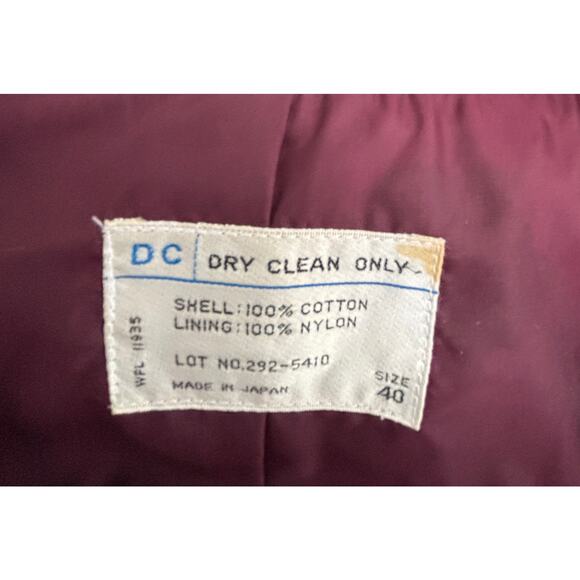 DC DRY CLEAN ONLY
SHELL: 100% COTTON
LINING: 100% NYLON
WFL 11935
LOT NO. 292-5410
MADE IN JAPAN
SIZE
40